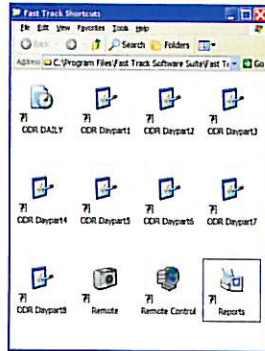 Fast Track Shortcuts
File Edit View Favorites Tools Help
Back Search Folders
Address C:\Program Files\Fast Track Software Suite\Fast Tr Go
CDR DAILY CDR Daypart1 CDR Daypart2 CDR Daypart3
CDR Daypart4 CDR Daypart5 CDR Daypart6 CDR Daypart7
CDR Daypart8 Remote Remote Control Reports